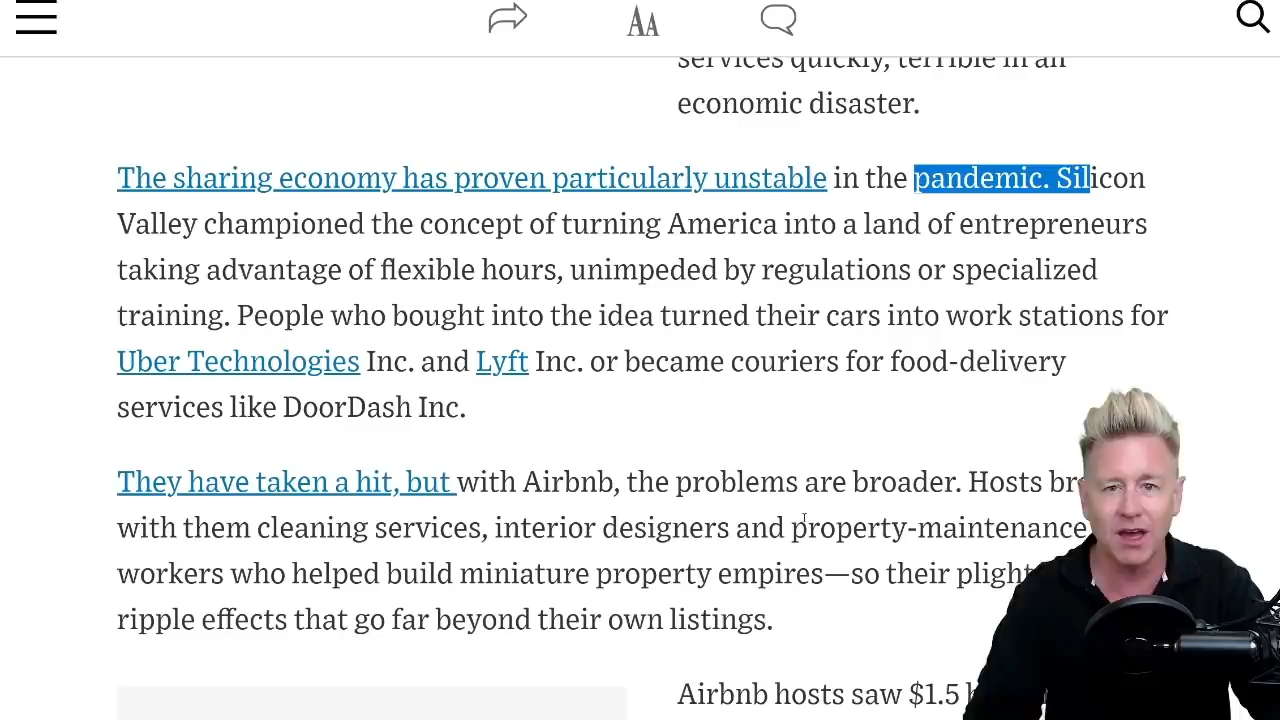 AA
services quickly, terrible in an
economic disaster.
The sharing economy has proven particularly unstable in the pandemic. Silicon
Valley championed the concept of turning America into a land of entrepreneurs
taking advantage of flexible hours, unimpeded by regulations or specialized
training. People who bought into the idea turned their cars into work stations for
Uber Technologies Inc. and Lyft Inc. or became couriers for food-delivery
services like DoorDash Inc.
They have taken a hit, but with Airbnb, the problems are broader. Hosts
with them cleaning services, interior designers and property-maintenance
workers who helped build miniature property empires—so their plight
ripple effects that go far beyond their own listings.
Airbnb hosts saw $1.5